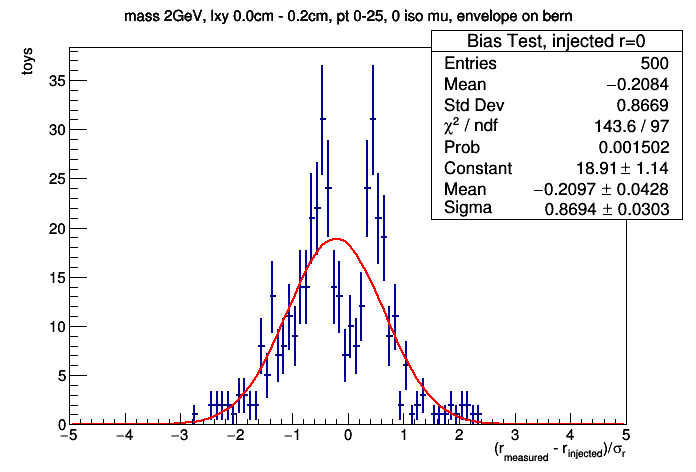 mass 2GeV, lxy 0.0cm - 0.2cm, pt 0-25, 0 iso mu, envelope on bern
Bias Test, injected r=0
Entries 500
Mean −0.2084
Std Dev 0.8669
χ² / ndf 143.6 / 97
Prob 0.001502
Constant 18.91 ± 1.14
Mean −0.2097 ± 0.0428
Sigma 0.8694 ± 0.0303
toys
35
30
25
20
15
10
5
0
−5 −4 −3 −2 −1 0 1 2 3 4 5
(r_measured - r_injected)/σ_r